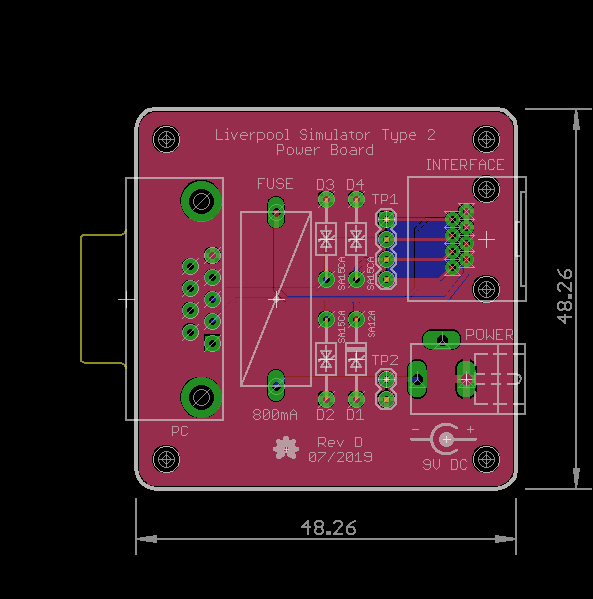 Liverpool Simulator Type 2
Power Board
INTERFACE
FUSE
D3 D4
TP1
SA15CA
SA15CA
48.26
SA15CA
SA12A
POWER
TP2
800mA
D2 D1
PC
Rev D
07/2019
- +
9V DC
48.26